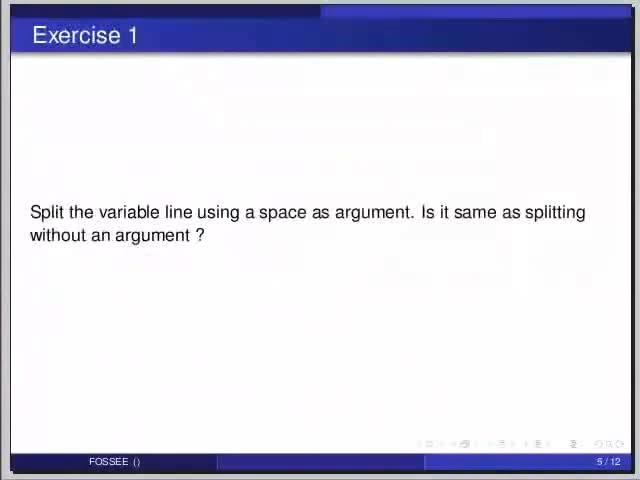 Exercise 1
Split the variable line using a space as argument. Is it same as splitting
without an argument ?
FOSSEE ()
5 / 12